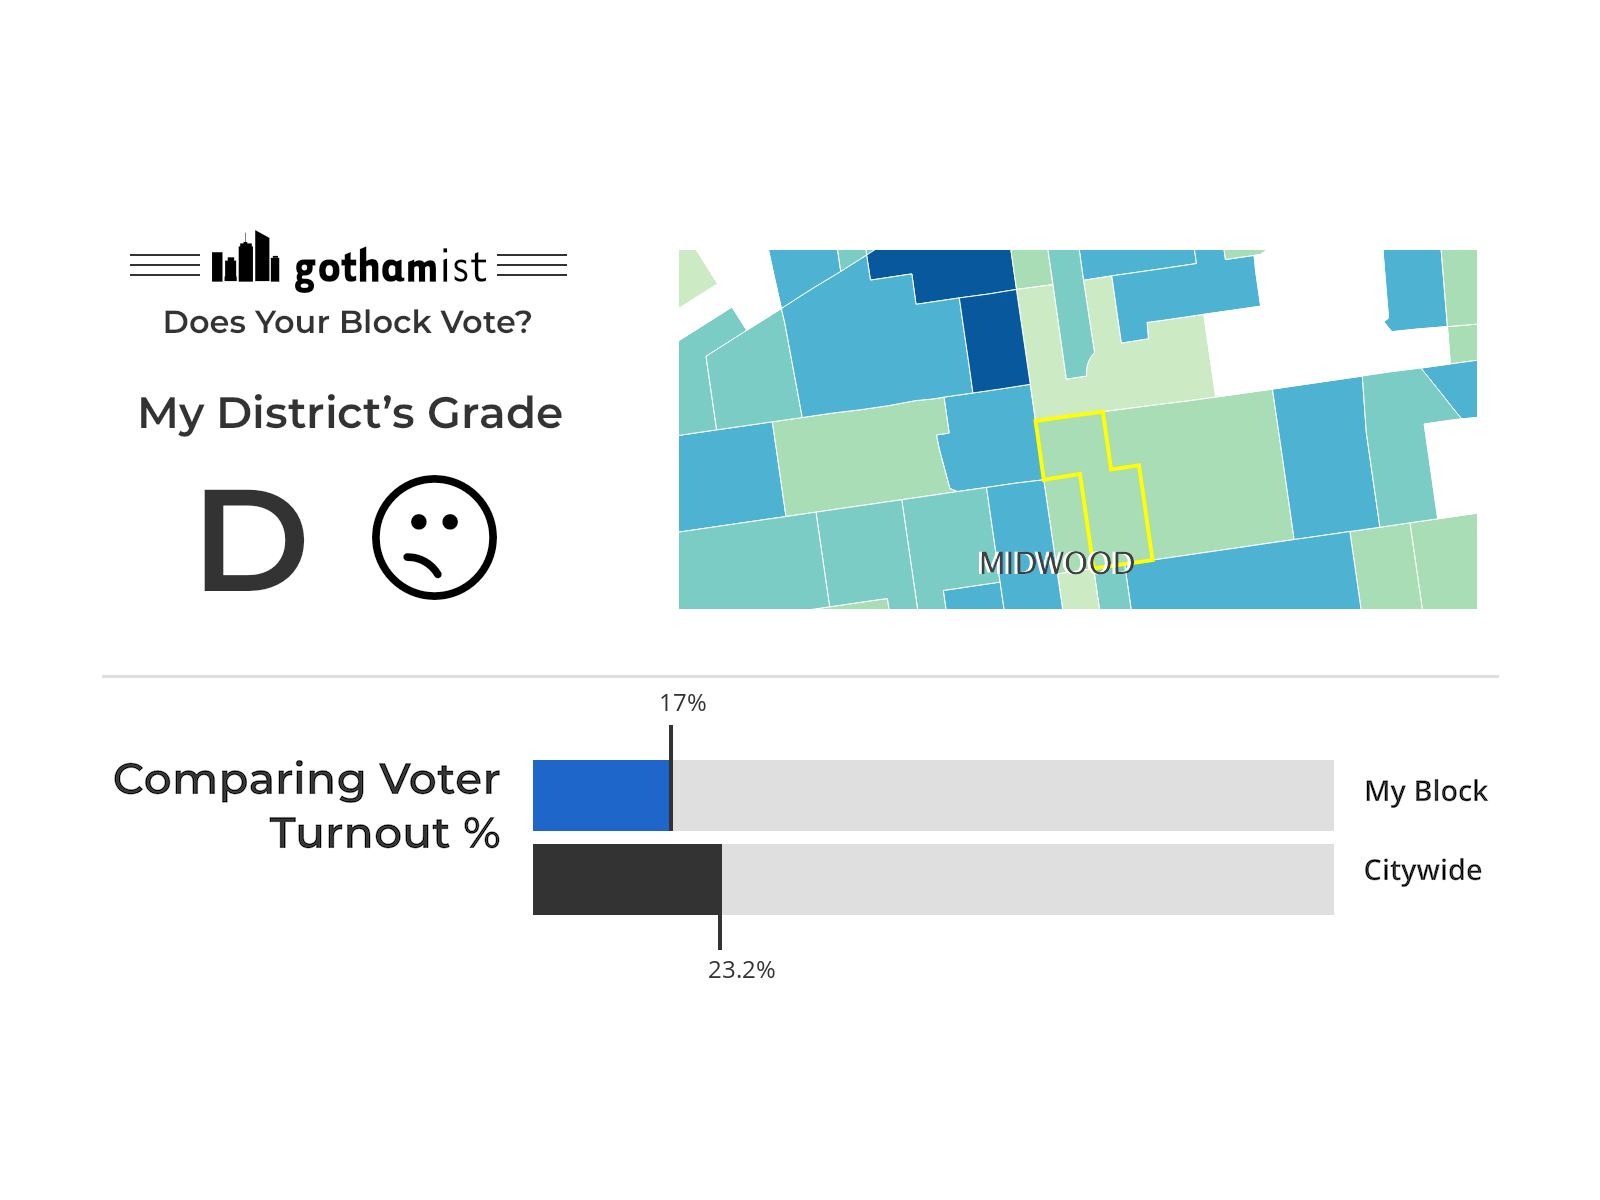 gothamist
Does Your Block Vote?
My District’s Grade
D
MIDWOOD
17%
Comparing Voter
Turnout %
My Block
Citywide
23.2%